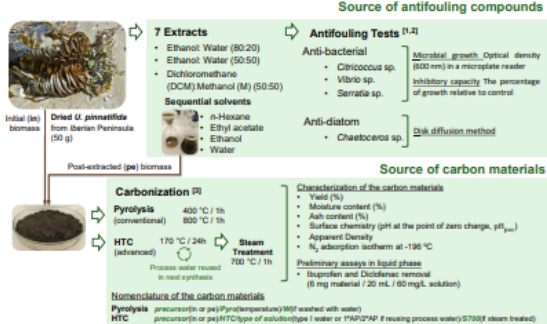 Source of antifouling compounds
7 Extracts
• Ethanol: Water (80:20)
• Ethanol: Water (50:50)
• Dichloromethane
(DCM):Methanol (M) (50:50)
Sequential solvents
• n-Hexane
• Ethyl acetate
• Ethanol
• Water
Antifouling Tests [1,2]
Anti-bacterial
• Citricoccus sp.
• Vibrio sp.
• Serratia sp.
Microbial growth Optical density
(600 nm) in a microplate reader
Inhibitory capacity The percentage
of growth relative to control
Anti-diatom
• Chaetoceros sp.
Disk diffusion method
Initial (in)
biomass
Dried U. pinnatifida
from Iberian Peninsula
(50 g)
Post-extracted (pe) biomass
Source of carbon materials
Carbonization [3]
Pyrolysis 400 °C / 1h
(conventional) 800 °C / 1h
HTC 170 °C / 24h
(advanced)
Process water reused
in next synthesis
Steam
Treatment
700 °C / 1h
Characterization of the carbon materials
• Yield (%)
• Moisture content (%)
• Ash content (%)
• Surface chemistry (pH at the point of zero charge, pHpzc)
• Apparent Density
• N2 adsorption isotherm at -196 ºC
Preliminary assays in liquid phase
• Ibuprofen and Diclofenac removal
(6 mg material / 20 mL / 60 mg/L solution)
Nomenclature of the carbon materials
Pyrolysis precursor(in or pe)/Pyro(temperature)/W(if washed with water)
HTC precursor(in or pe)/HTC/type of solution(type I water or 1ªAP/2ªAP if reusing process water)/S700(if steam treated)